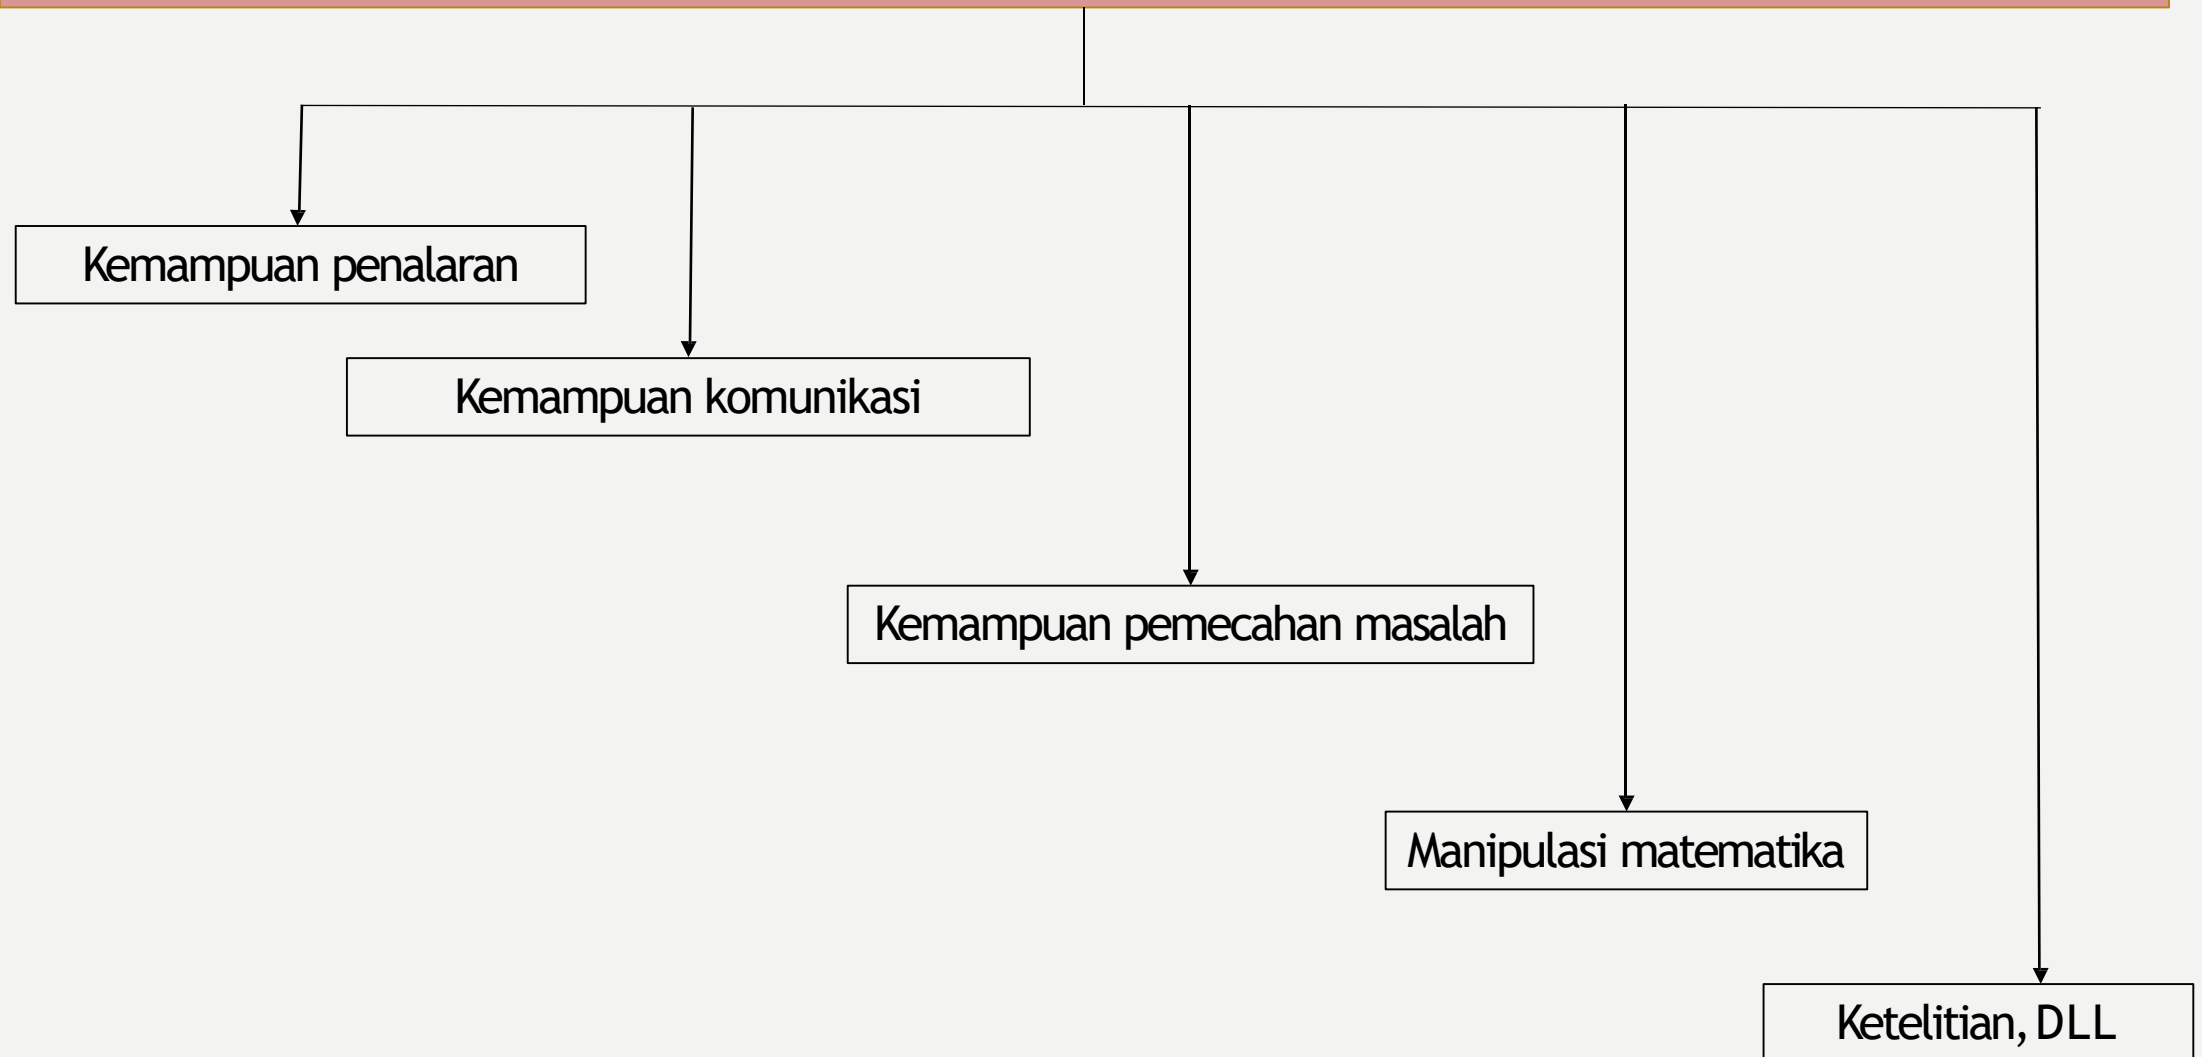 Kemampuan penalaran
Kemampuan komunikasi
Kemampuan pemecahan masalah
Manipulasi matematika
Ketelitian, DLL